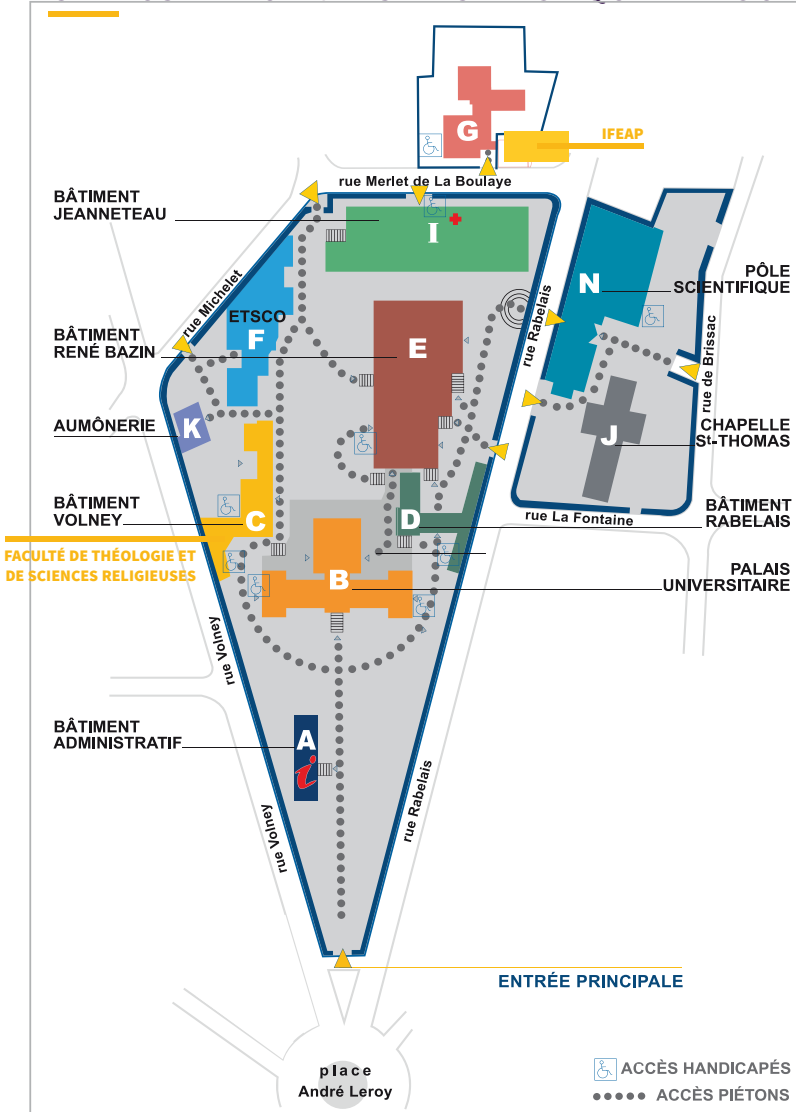 G
IFEAP
rue Merlet de La Boulaye
BÂTIMENT
JEANNETEAU
I
rue Michelet
ETSCO
F
N
PÔLE
SCIENTIFIQUE
BÂTIMENT
RENÉ BAZIN
E
rue Rabelais
rue de Brissac
AUMÔNERIE
K
J
CHAPELLE
St-THOMAS
BÂTIMENT
VOLNEY
C
D
rue La Fontaine
BÂTIMENT
RABELAIS
FACULTÉ DE THÉOLOGIE ET
DE SCIENCES RELIGIEUSES
B
PALAIS
UNIVERSITAIRE
rue Volney
BÂTIMENT
ADMINISTRATIF
A
i
rue Rabelais
rue Volney
ENTRÉE PRINCIPALE
place
André Leroy
ACCÈS HANDICAPÉS
ACCÈS PIÉTONS